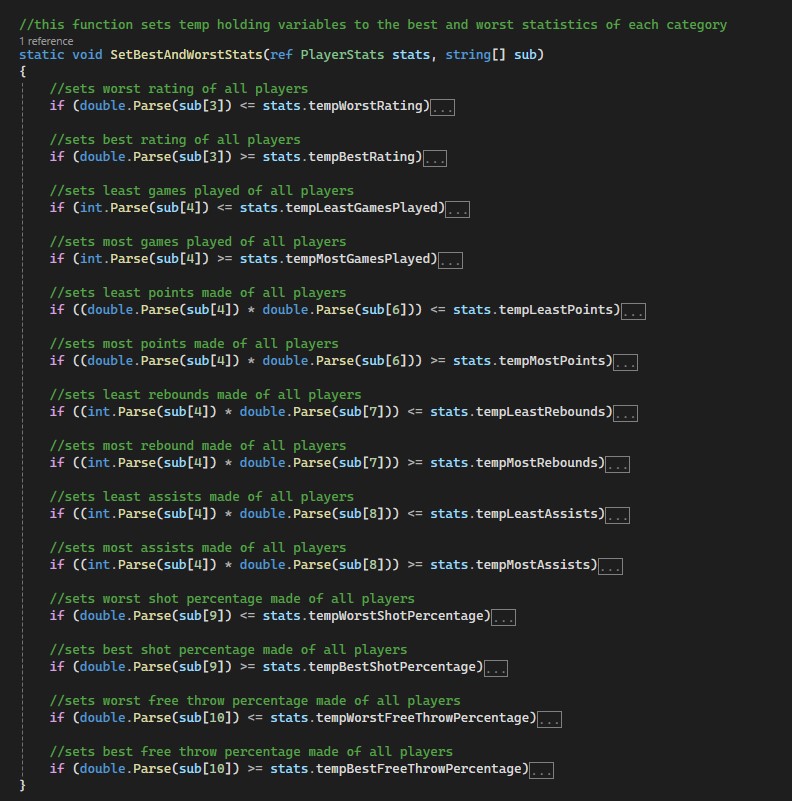 //this function sets temp holding variables to the best and worst statistics of each category
1 reference
static void SetBestAndWorstStats(ref PlayerStats stats, string[] sub)
{
//sets worst rating of all players
if (double.Parse(sub[3]) <= stats.tempWorstRating)...
//sets best rating of all players
if (double.Parse(sub[3]) >= stats.tempBestRating)...
//sets least games played of all players
if (int.Parse(sub[4]) <= stats.tempLeastGamesPlayed)...
//sets most games played of all players
if (int.Parse(sub[4]) >= stats.tempMostGamesPlayed)...
//sets least points made of all players
if ((double.Parse(sub[4]) * double.Parse(sub[6])) <= stats.tempLeastPoints)...
//sets most points made of all players
if ((double.Parse(sub[4]) * double.Parse(sub[6])) >= stats.tempMostPoints)...
//sets least rebounds made of all players
if ((int.Parse(sub[4]) * double.Parse(sub[7])) <= stats.tempLeastRebounds)...
//sets most rebound made of all players
if ((int.Parse(sub[4]) * double.Parse(sub[7])) >= stats.tempMostRebounds)...
//sets least assists made of all players
if ((int.Parse(sub[4]) * double.Parse(sub[8])) <= stats.tempLeastAssists)...
//sets most assists made of all players
if ((int.Parse(sub[4]) * double.Parse(sub[8])) >= stats.tempMostAssists)...
//sets worst shot percentage made of all players
if (double.Parse(sub[9]) <= stats.tempWorstShotPercentage)...
//sets best shot percentage made of all players
if (double.Parse(sub[9]) >= stats.tempBestShotPercentage)...
//sets worst free throw percentage made of all players
if (double.Parse(sub[10]) <= stats.tempWorstFreeThrowPercentage)...
//sets best free throw percentage made of all players
if (double.Parse(sub[10]) >= stats.tempBestFreeThrowPercentage)...
}